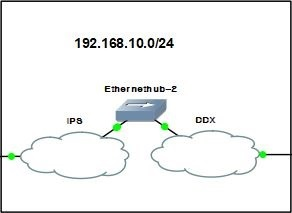 192.168.10.0/24
Ethernethub-2
IPS
DDX